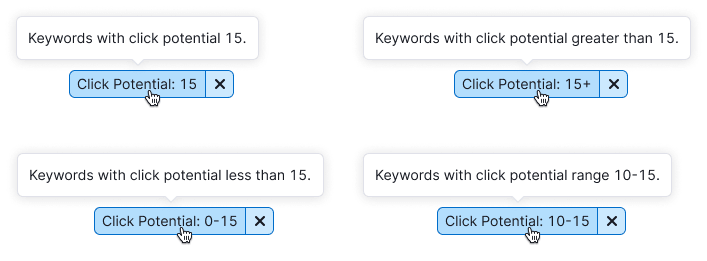 Keywords with click potential 15.
Click Potential: 15
Keywords with click potential greater than 15.
Click Potential: 15+
Keywords with click potential less than 15.
Click Potential: 0-15
Keywords with click potential range 10-15.
Click Potential: 10-15